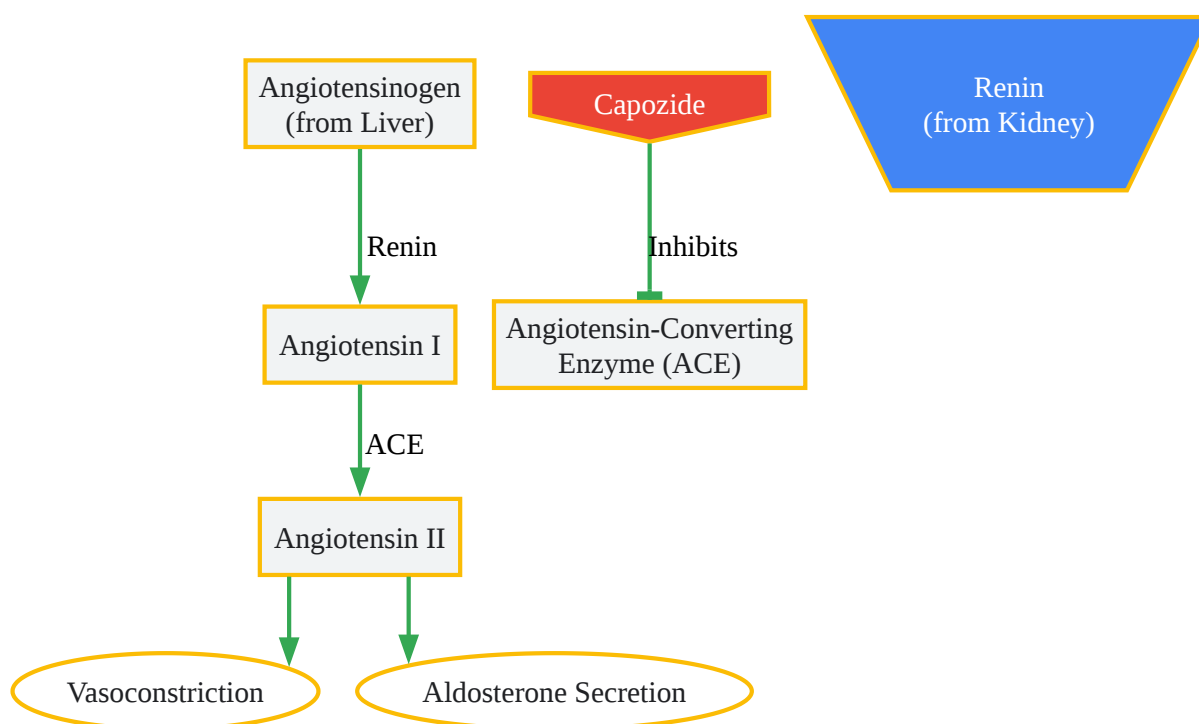 Angiotensinogen
(from Liver)
Capozide
Renin
(from Kidney)
Renin
Inhibits
Angiotensin I
Angiotensin-Converting
Enzyme (ACE)
ACE
Angiotensin II
Vasoconstriction
Aldosterone Secretion